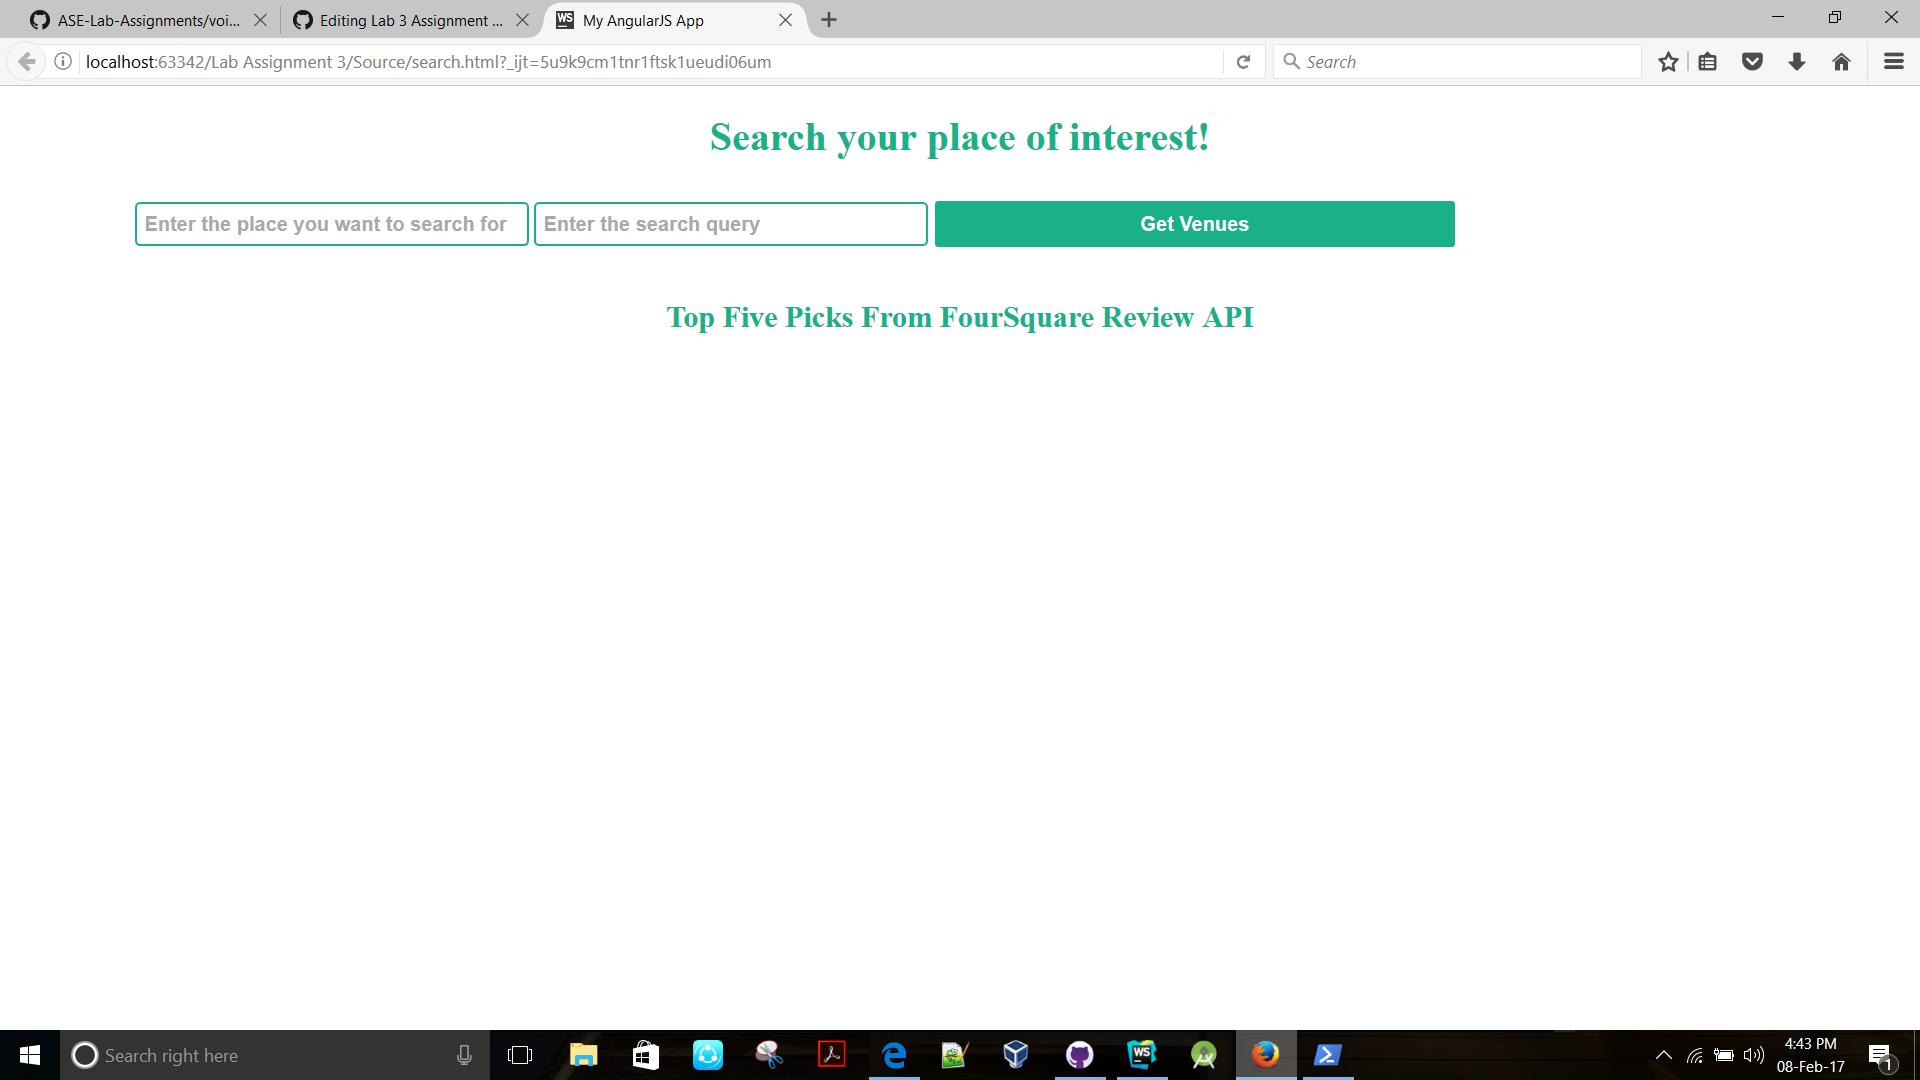 ASE-Lab-Assignments/voi...
Editing Lab 3 Assignment ...
WS My AngularJS App
localhost:63342/Lab Assignment 3/Source/search.html?_ijt=5u9k9cm1tnr1ftsk1ueudi06um
Search
Search your place of interest!
Enter the place you want to search for
Enter the search query
Get Venues
Top Five Picks From FourSquare Review API
Search right here
WS
4:43 PM
08-Feb-17
1